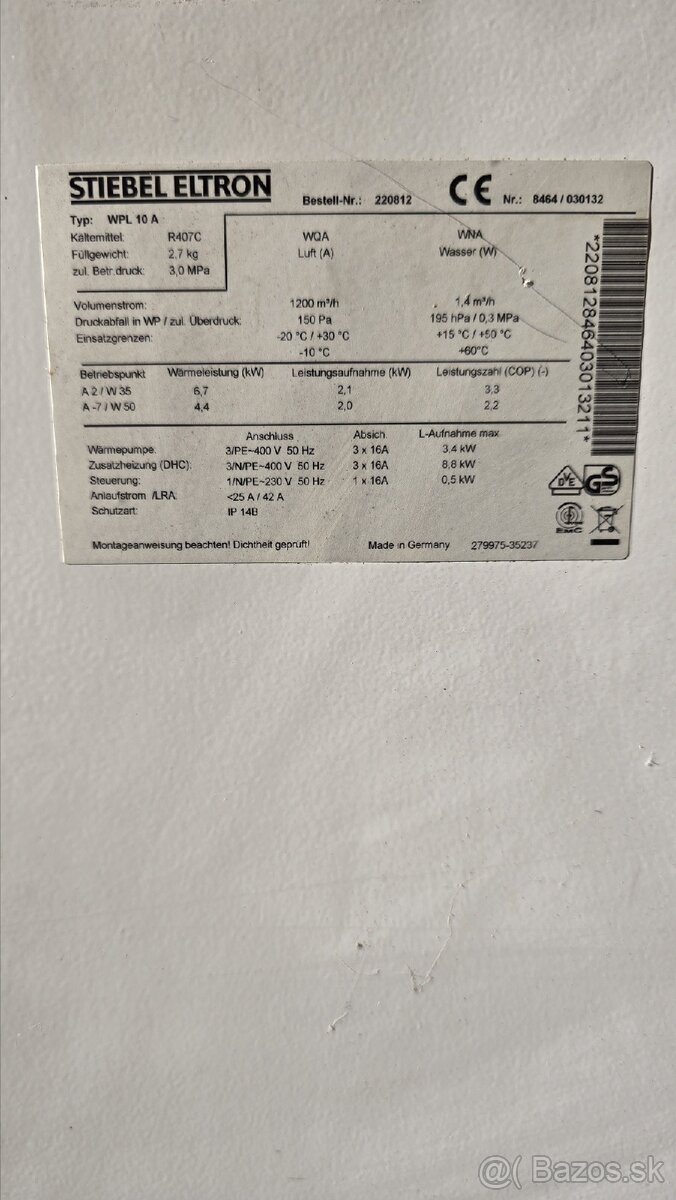 STIEBEL ELTRON
Bestell-Nr.: 220812 CE Nr.: 8464 / 030132
Typ: WPL 10 A
Kältemittel: R407C WQA WNA
Füllgewicht: 2,7 kg Luft (A) Wasser (W)
zul. Betr.druck: 3,0 MPa
Volumenstrom: 1200 m³/h 1,4 m³/h
Druckabfall in WP / zul. Überdruck: 150 Pa 195 hPa / 0,3 MPa
Einsatzgrenzen: -20 °C / +30 °C +15 °C / +50 °C
-10 °C +60°C
Betriebspunkt Wärmeleistung (kW) Leistungsaufnahme (kW) Leistungszahl (COP) (-)
A 2 / W 35 6,7 2,1 3,3
A -7 / W 50 4,4 2,0 2,2
Anschluss Absich. L-Aufnahme max.
Wärmepumpe: 3/PE~400 V 50 Hz 3 x 16A 3,4 kW
Zusatzheizung (DHC): 3/N/PE~400 V 50 Hz 3 x 16A 8,8 kW
Steuerung: 1/N/PE~230 V 50 Hz 1 x 16A 0,5 kW
Anlaufstrom /LRA: <25 A / 42 A
Schutzart: IP 14B
Montageanweisung beachten! Dichtheit geprüft! Made in Germany 279975-35237
*220812846403013211*
DVE GS
EMC
@( Bazos.sk